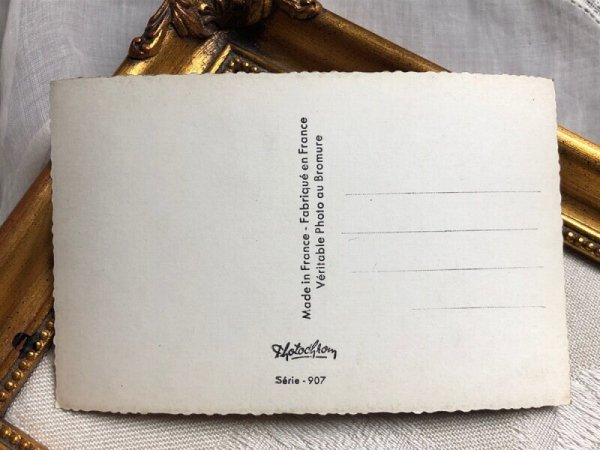 Made in France - Fabriqué en France
Véritable Photo au Bromure
Photochrom
Série - 907